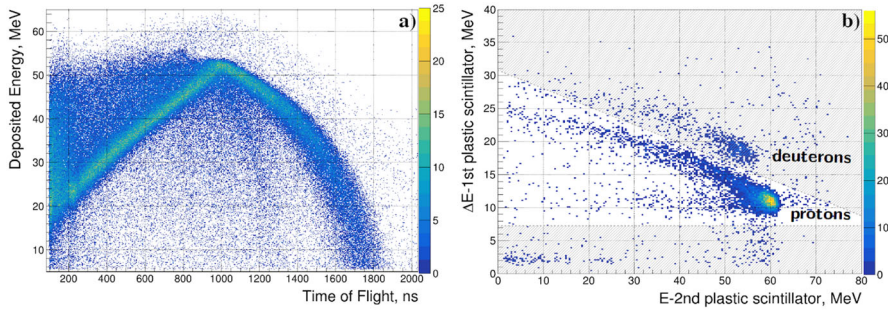 a)
Deposited Energy, MeV
65
60
50
40
30
20
10
200 400 600 800 1000 1200 1400 1600 1800 2000
Time of Flight, ns
25
20
15
10
5
0
b)
ΔE-1st plastic scintillator, MeV
40
35
30
25
20
15
10
5
0
0 10 20 30 40 50 60 70 80
E-2nd plastic scintillator, MeV
deuterons
protons
50
40
30
20
10
0